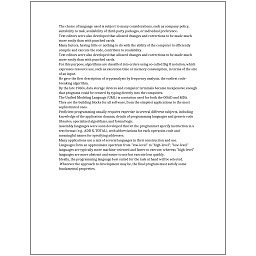 The choice of language used is subject to many considerations, such as company policy,
suitability to task, availability of third-party packages, or individual preference.
Text editors were also developed that allowed changes and corrections to be made much
more easily than with punched cards.
Many factors, having little or nothing to do with the ability of the computer to efficiently
compile and execute the code, contribute to readability.
Text editors were also developed that allowed changes and corrections to be made much
more easily than with punched cards.
For this purpose, algorithms are classified into orders using so-called Big O notation, which
expresses resource use, such as execution time or memory consumption, in terms of the size
of an input.
He gave the first description of cryptanalysis by frequency analysis, the earliest code-
breaking algorithm.
By the late 1960s, data storage devices and computer terminals became inexpensive enough
that programs could be created by typing directly into the computers.
The Unified Modeling Language (UML) is a notation used for both the OOAD and MDA.
They are the building blocks for all software, from the simplest applications to the most
sophisticated ones.
Proficient programming usually requires expertise in several different subjects, including
knowledge of the application domain, details of programming languages and generic code
libraries, specialized algorithms, and formal logic.
Assembly languages were soon developed that let the programmer specify instruction in a
text format (e.g., ADD X, TOTAL), with abbreviations for each operation code and
meaningful names for specifying addresses.
Many applications use a mix of several languages in their construction and use.
Languages form an approximate spectrum from "low-level" to "high-level"; "low-level"
languages are typically more machine-oriented and faster to execute, whereas "high-level"
languages are more abstract and easier to use but execute less quickly.
Ideally, the programming language best suited for the task at hand will be selected.
Whatever the approach to development may be, the final program must satisfy some
fundamental properties.